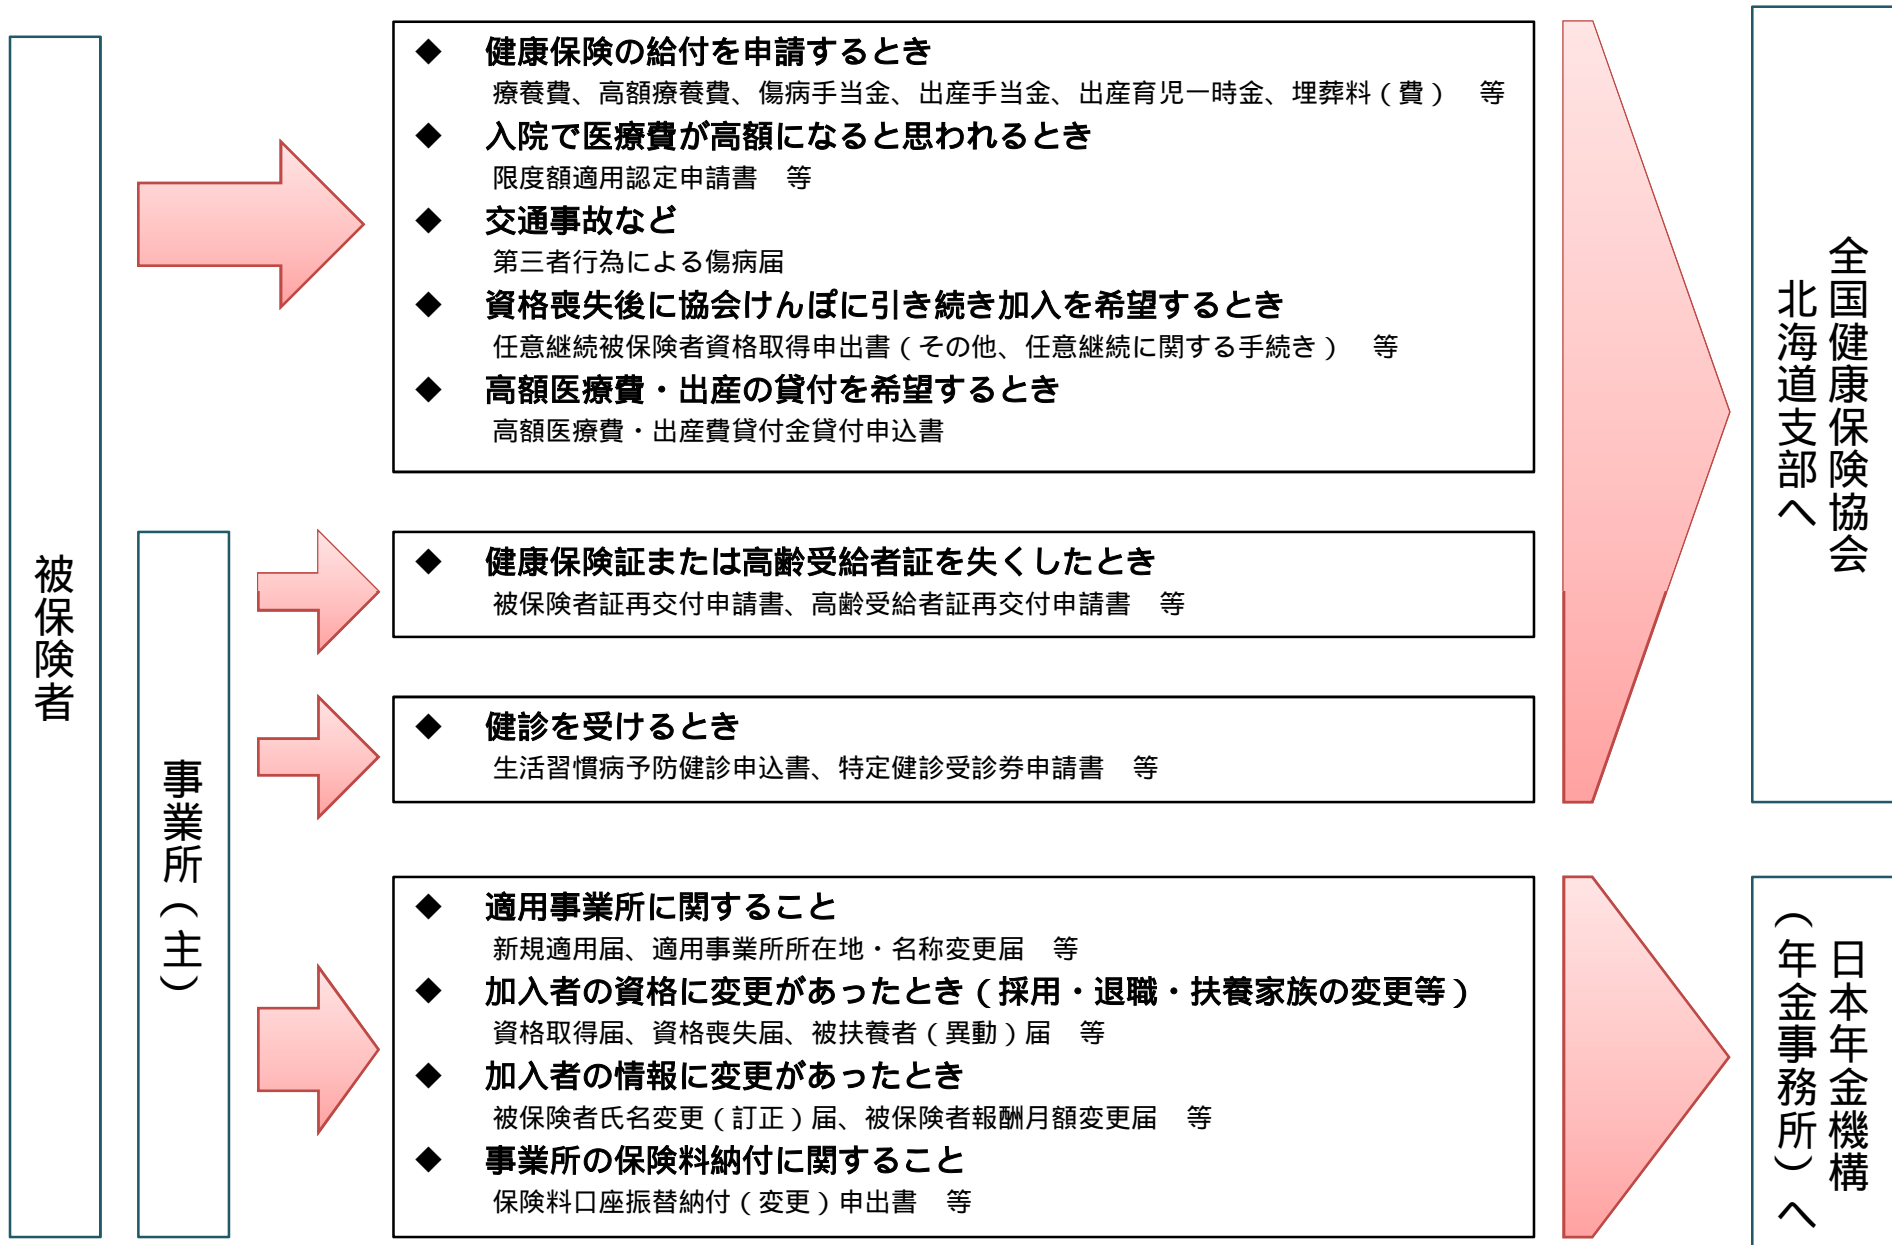 被保険者
事業所（主）
◆ 健康保険の給付を申請するとき
療養費、高額療養費、傷病手当金、出産手当金、出産育児一時金、埋葬料（費）　等
◆ 入院で医療費が高額になると思われるとき
限度額適用認定申請書　等
◆ 交通事故など
第三者行為による傷病届
◆ 資格喪失後に協会けんぽに引き続き加入を希望するとき
任意継続被保険者資格取得申出書（その他、任意継続に関する手続き）　等
◆ 高額医療費・出産の貸付を希望するとき
高額医療費・出産費貸付金貸付申込書
◆ 健康保険証または高齢受給者証を失くしたとき
被保険者証再交付申請書、高齢受給者証再交付申請書　等
◆ 健診を受けるとき
生活習慣病予防健診申込書、特定健診受診券申請書　等
◆ 適用事業所に関すること
新規適用届、適用事業所所在地・名称変更届　等
◆ 加入者の資格に変更があったとき（採用・退職・扶養家族の変更等）
資格取得届、資格喪失届、被扶養者（異動）届　等
◆ 加入者の情報に変更があったとき
被保険者氏名変更（訂正）届、被保険者報酬月額変更届　等
◆ 事業所の保険料納付に関すること
保険料口座振替納付（変更）申出書　等
全国健康保険協会
北海道支部へ
日本年金機構
（年金事務所）へ